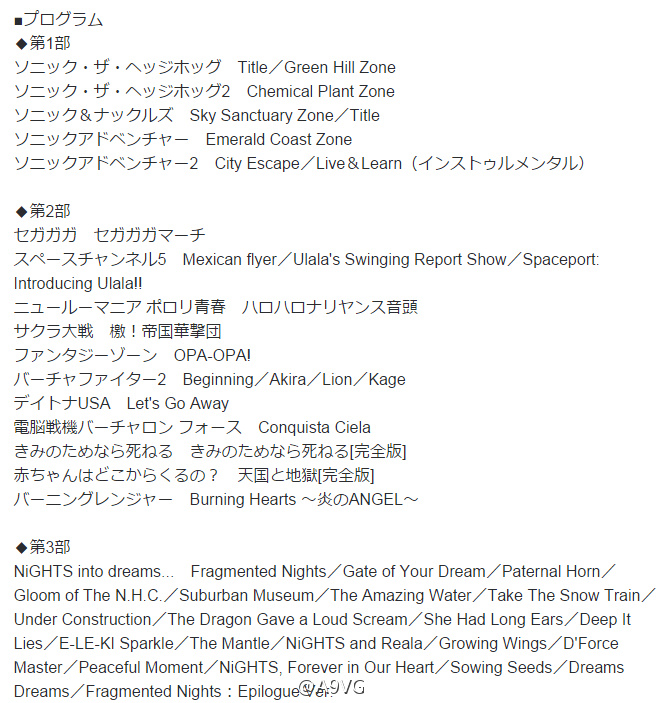 ■プログラム
◆第1部
ソニック・ザ・ヘッジホッグ　Title／Green Hill Zone
ソニック・ザ・ヘッジホッグ2　Chemical Plant Zone
ソニック＆ナックルズ　Sky Sanctuary Zone／Title
ソニックアドベンチャー　Emerald Coast Zone
ソニックアドベンチャー2　City Escape／Live＆Learn（インストゥルメンタル）
◆第2部
セガガガ　セガガガマーチ
スペースチャンネル5　Mexican flyer／Ulala's Swinging Report Show／Spaceport:
Introducing Ulala!!
ニュールーマニア ポロリ青春　ハロハロナリヤンス音頭
サクラ大戦　檄！帝国華撃団
ファンタジーゾーン　OPA-OPA!
バーチャファイター2　Beginning／Akira／Lion／Kage
デイトナUSA　Let's Go Away
電脳戦機バーチャロン フォース　Conquista Ciela
きみのためなら死ねる　きみのためなら死ねる[完全版]
赤ちゃんはどこからくるの？　天国と地獄[完全版]
バーニングレンジャー　Burning Hearts ～炎のANGEL～
◆第3部
NiGHTS into dreams...　Fragmented Nights／Gate of Your Dream／Paternal Horn／
Gloom of The N.H.C.／Suburban Museum／The Amazing Water／Take The Snow Train／
Under Construction／The Dragon Gave a Loud Scream／She Had Long Ears／Deep It
Lies／E-LE-KI Sparkle／The Mantle／NiGHTS and Reala／Growing Wings／D'Force
Master／Peaceful Moment／NiGHTS, Forever in Our Heart／Sowing Seeds／Dreams
Dreams／Fragmented Nights：Epilogue Ver.
@A9VG